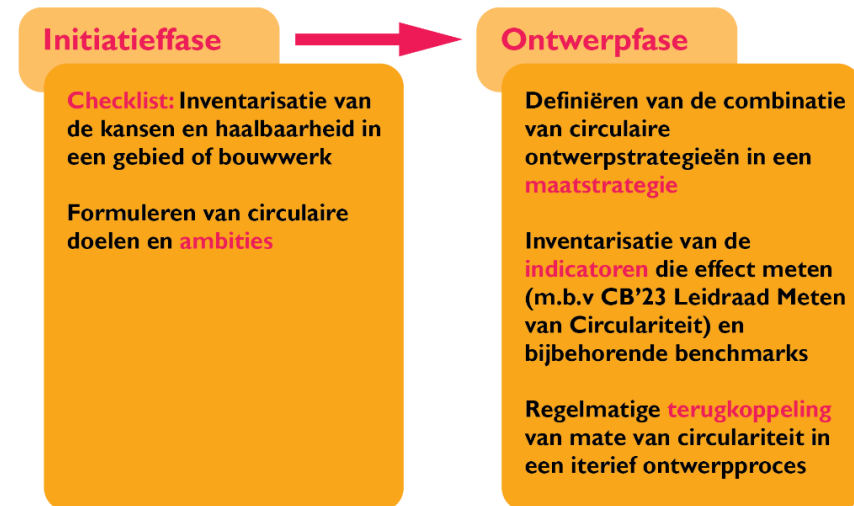 Initiatieffase
Checklist: Inventarisatie van
de kansen en haalbaarheid in
een gebied of bouwwerk
Formuleren van circulaire
doelen en ambities
Ontwerpfase
Definiëren van de combinatie
van circulaire
ontwerpstrategieën in een
maatstrategie
Inventarisatie van de
indicatoren die effect meten
(m.b.v CB’23 Leidraad Meten
van Circulariteit) en
bijbehorende benchmarks
Regelmatige terugkoppeling
van mate van circulariteit in
een iterief ontwerpproces